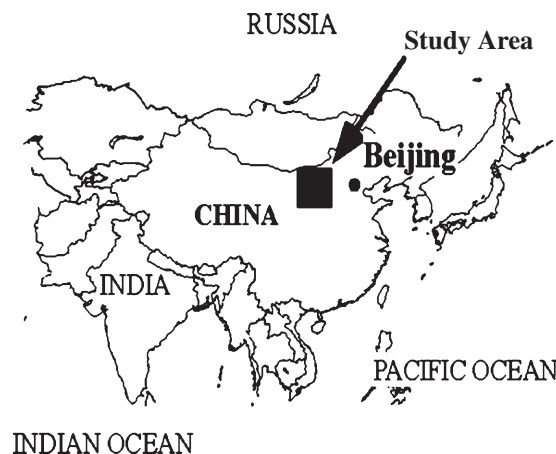 RUSSIA
Study Area
Beijing
CHINA
INDIA
PACIFIC OCEAN
INDIAN OCEAN